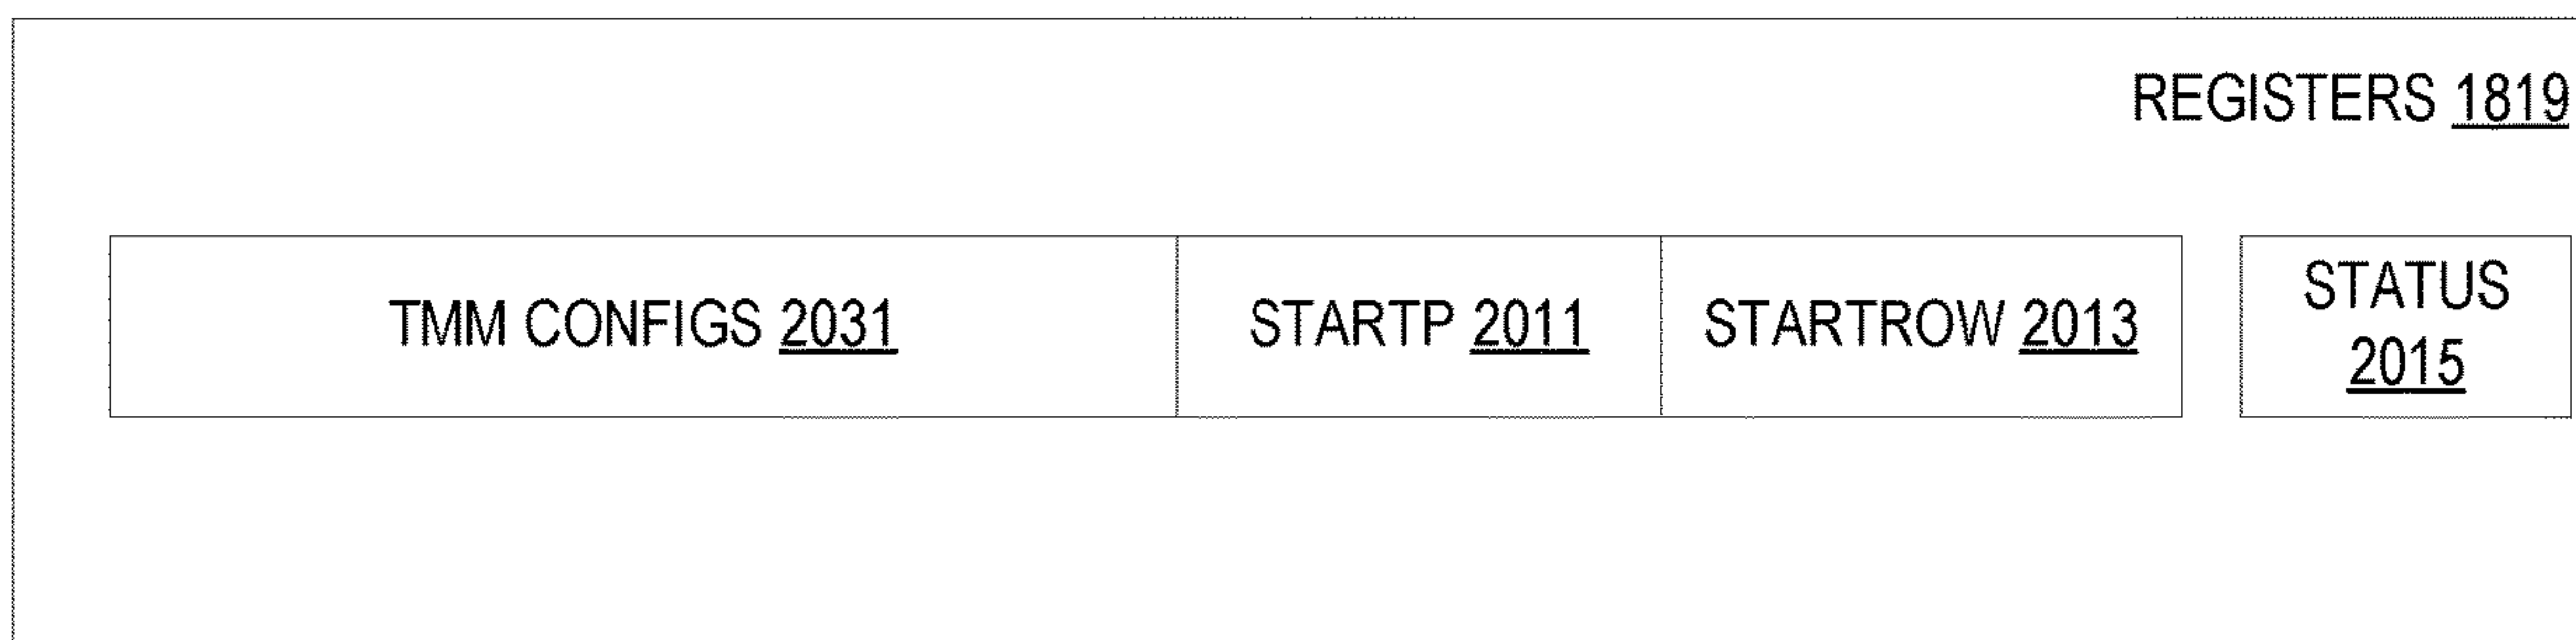 REGISTERS 1819
TMM CONFIGS 2031
STARTP 2011
STARTROW 2013
STATUS
2015